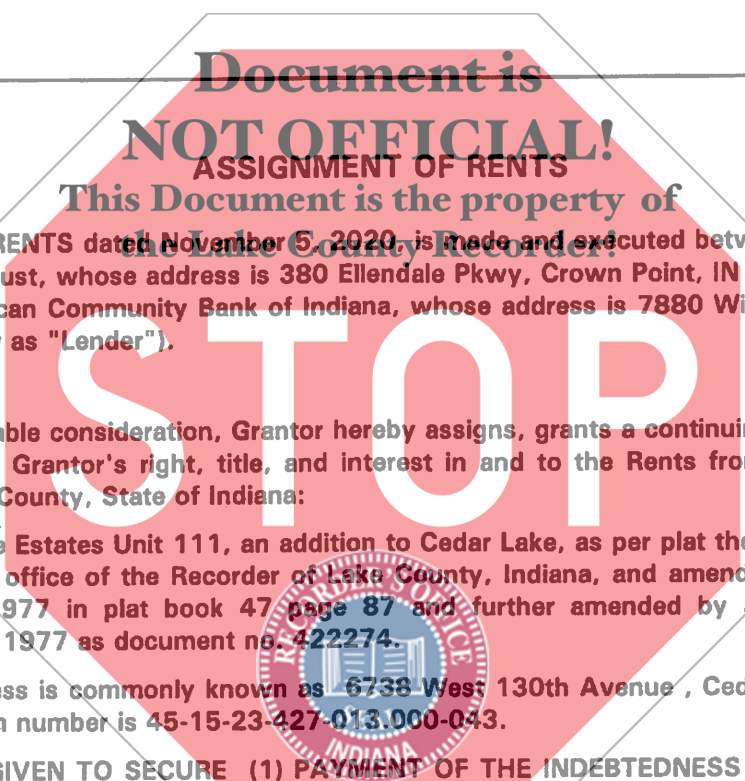 Document is
NOT OFFICIAL!
ASSIGNMENT OF RENTS
This Document is the property of
the Lake County Recorder!
RENTS dated November 5, 2020, is made and executed betw
ust, whose address is 380 Ellendale Pkwy, Crown Point, IN
can Community Bank of Indiana, whose address is 7880 Wi
as "Lender").
STOP
able consideration, Grantor hereby assigns, grants a continuin
Grantor's right, title, and interest in and to the Rents from
County, State of Indiana:
e Estates Unit 111, an addition to Cedar Lake, as per plat the
office of the Recorder of Lake County, Indiana, and amend
1977 in plat book 47 page 87 and further amended by
1977 as document no. 422274.
ess is commonly known as 6738 West 130th Avenue , Ced
number is 45-15-23-427-013.000-043.
GIVEN TO SECURE (1) PAYMENT OF THE INDEBTEDNESS
RECORDER'S OFFICE
INDIANA